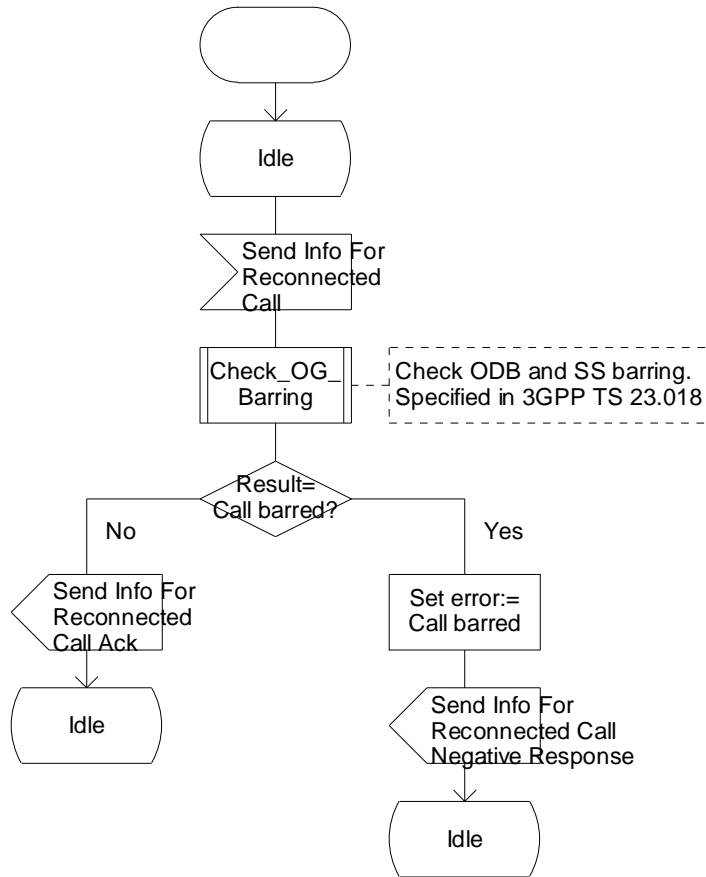 Idle
Send Info For
Reconnected
Call
Check_OG_
Barring
Check ODB and SS barring.
Specified in 3GPP TS 23.018
Result=
Call barred?
No
Yes
Send Info For
Reconnected
Call Ack
Set error:=
Call barred
Idle
Send Info For
Reconnected Call
Negative Response
Idle